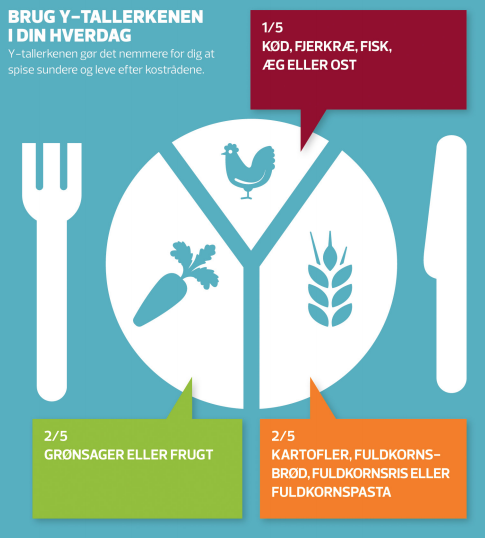 BRUG Y-TALLERKENEN
I DIN HVERDAG
Y-tallerkenen gør det nemmere for dig at
spise sundere og leve efter kostrådene.
1/5
KØD, FJERKRÆ, FISK,
ÆG ELLER OST
2/5
GRØNSAGER ELLER FRUGT
2/5
KARTOFLER, FULDKORNS-
BRØD, FULDKORNSRIS ELLER
FULDKORNSPASTA